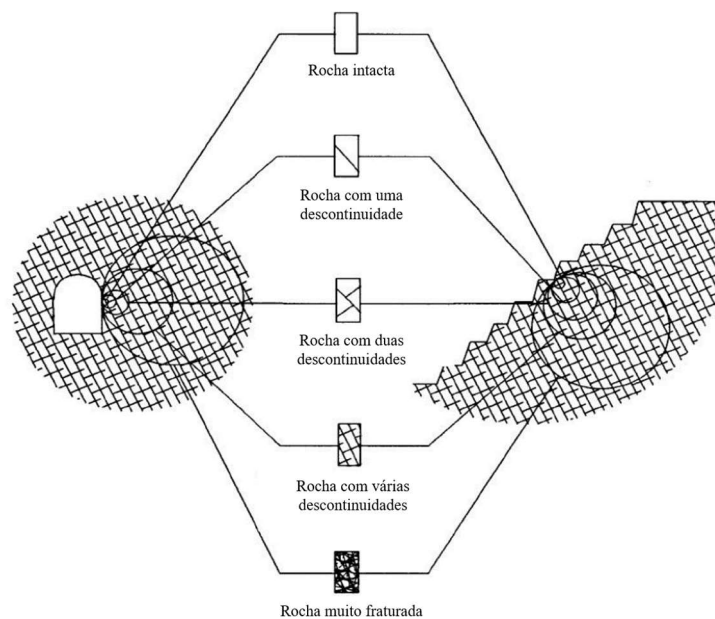 Rocha intacta
Rocha com uma
descontinuidade
Rocha com duas
descontinuidades
Rocha com várias
descontinuidades
Rocha muito fraturada